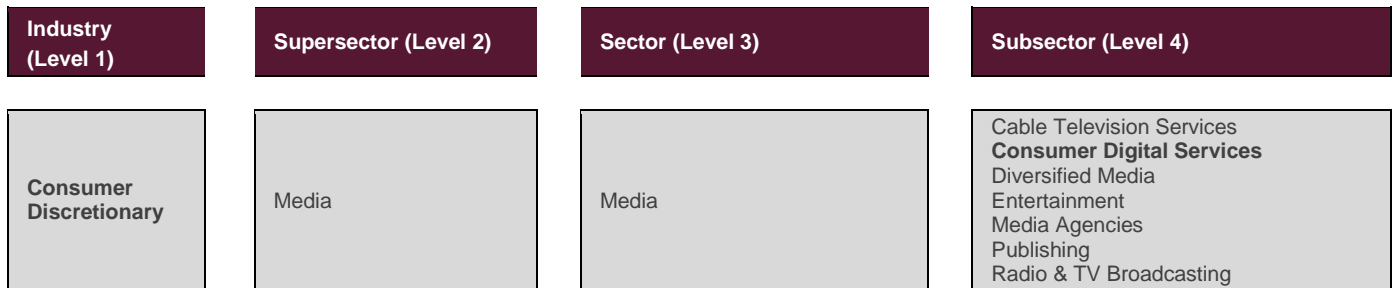 Industry
(Level 1)
Supersector (Level 2)
Sector (Level 3)
Subsector (Level 4)
Consumer
Discretionary
Media
Media
Cable Television Services
Consumer Digital Services
Diversified Media
Entertainment
Media Agencies
Publishing
Radio & TV Broadcasting